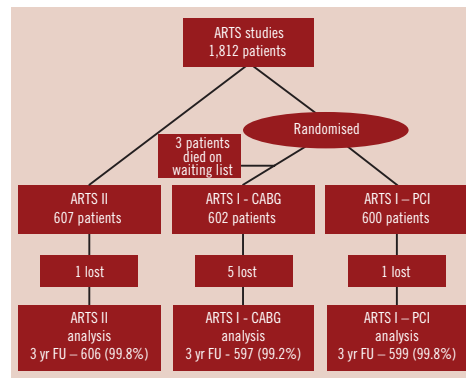 ARTS studies
1,812 patients
Randomised
3 patients
died on
waiting list
ARTS II
607 patients
ARTS I - CABG
602 patients
ARTS I – PCI
600 patients
1 lost
5 lost
1 lost
ARTS II
analysis
3 yr FU – 606 (99.8%)
ARTS I - CABG
analysis
3 yr FU - 597 (99.2%)
ARTS I – PCI
analysis
3 yr FU – 599 (99.8%)